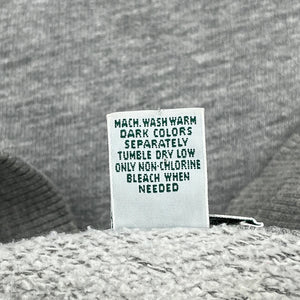 MACH. WASH WARM
DARK COLORS
SEPARATELY
TUMBLE DRY LOW
ONLY NON-CHLORINE
BLEACH WHEN
NEEDED